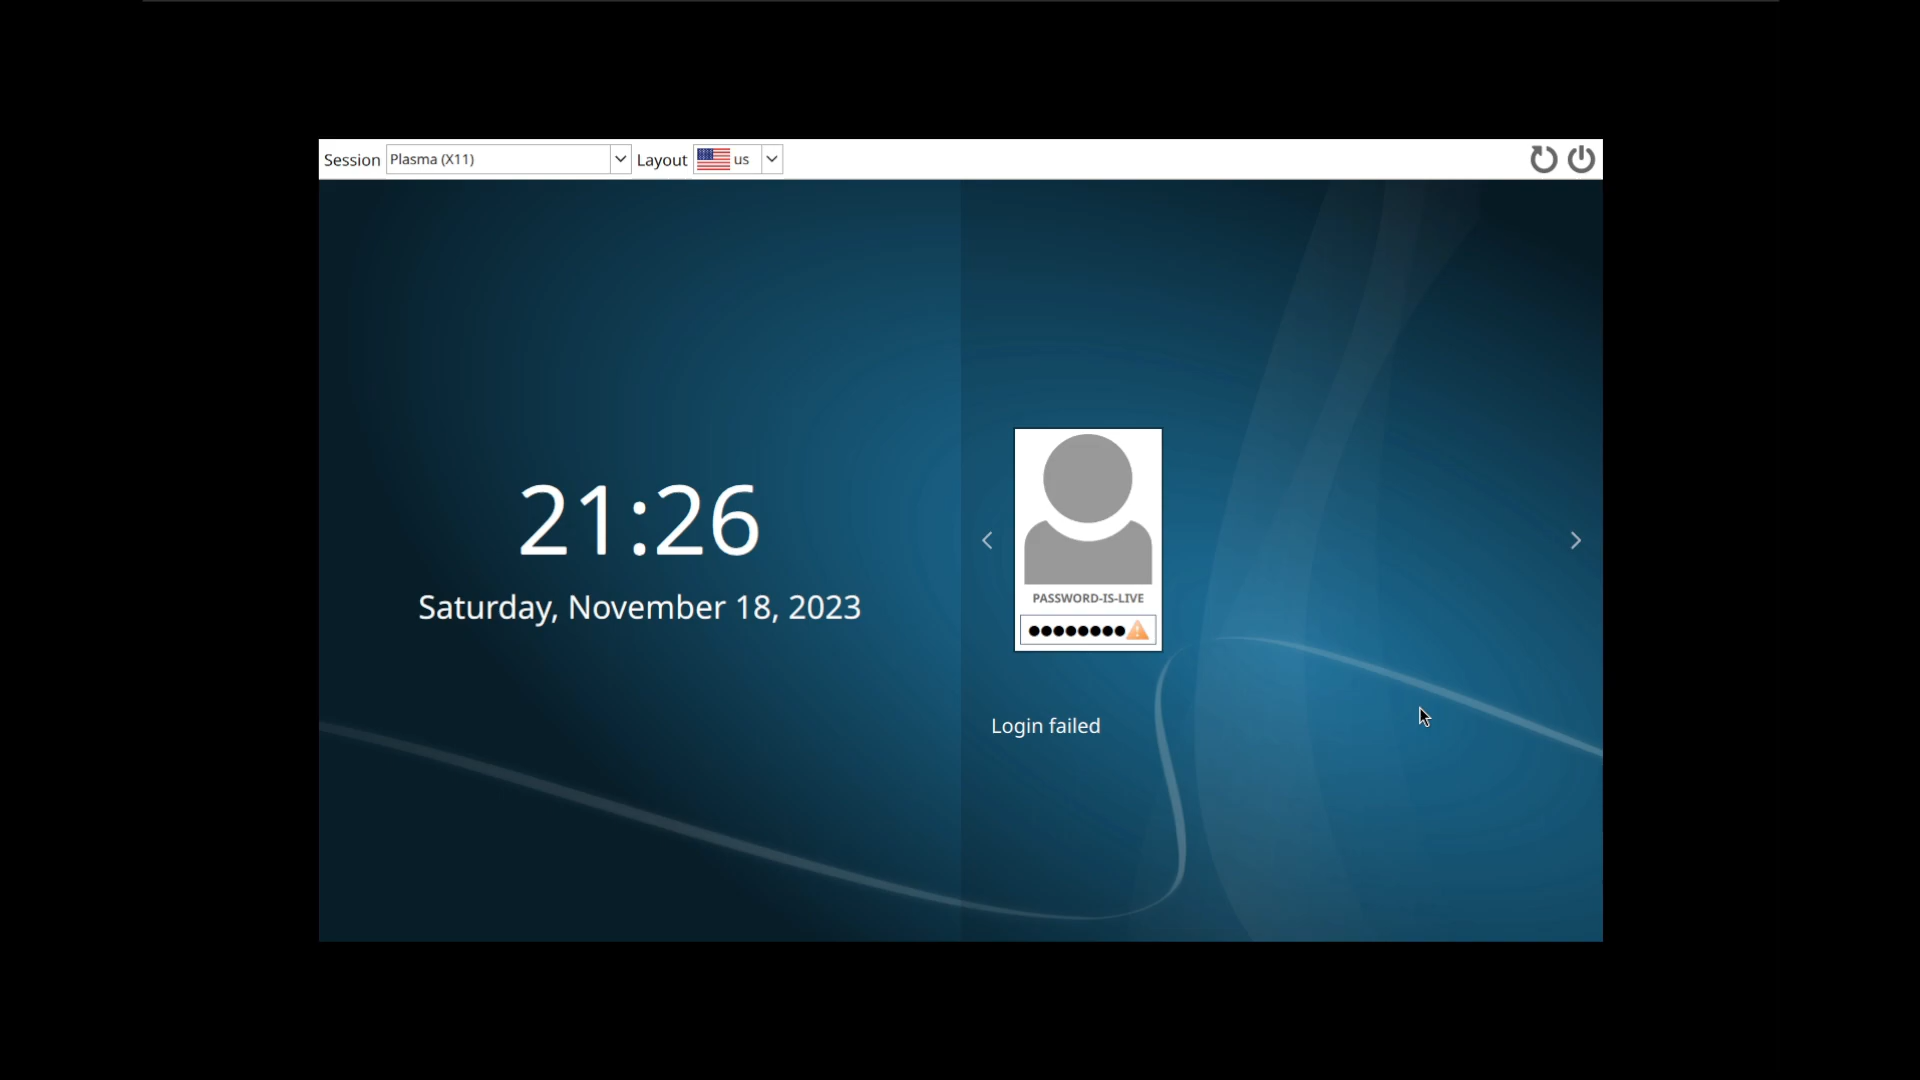 Session Plasma (X11) Layout us
21:26
Saturday, November 18, 2023
PASSWORD-IS-LIVE
Login failed